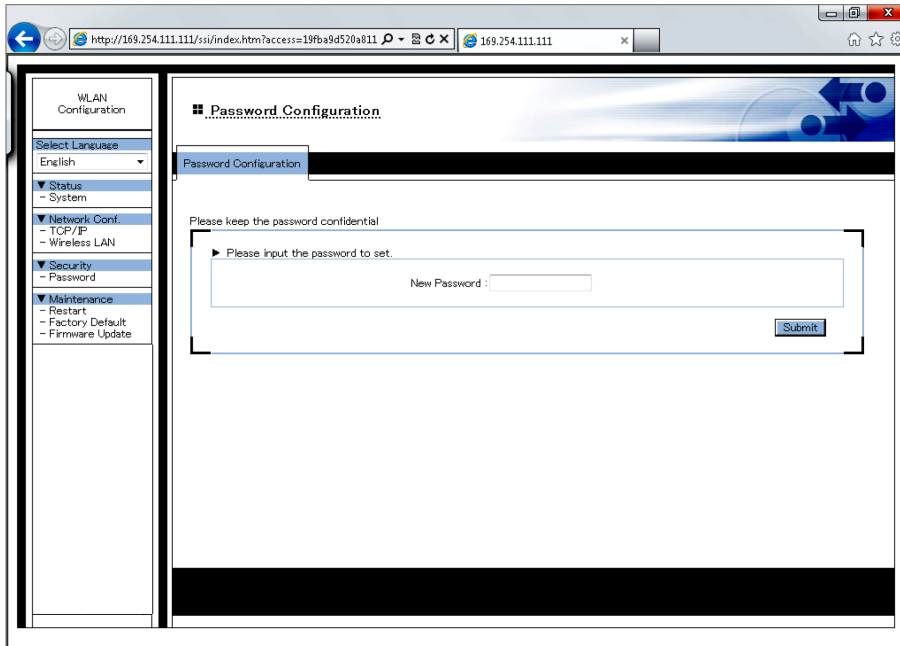 http://169.254.111.111/ssi/index.htm?access=19fba9d520a811
169.254.111.111
WLAN
Configuration
Select Language
English
▼ Status
- System
▼ Network Conf.
- TCP/IP
- Wireless LAN
▼ Security
- Password
▼ Maintenance
- Restart
- Factory Default
- Firmware Update
Password Configuration
Password Configuration
Please keep the password confidential
▶ Please input the password to set.
New Password :
Submit